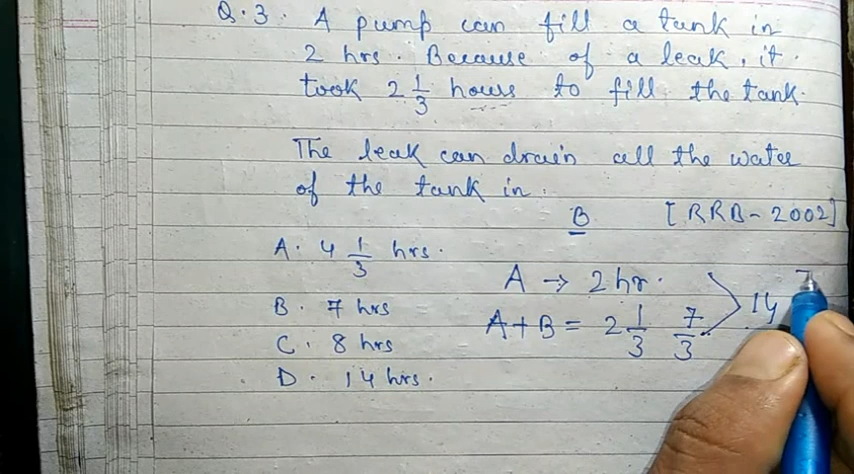 Q.3. A pump can fill a tank in
2 hrs. Because of a leak, it
took 2 1/3 hours to fill the tank.
The leak can drain all the water
of the tank in.
B [RRB-2002]
A. 4 1/3 hrs.
B. 7 hrs
C. 8 hrs
D. 14 hrs.
A → 2 hr.
A+B = 2 1/3 7/3
14